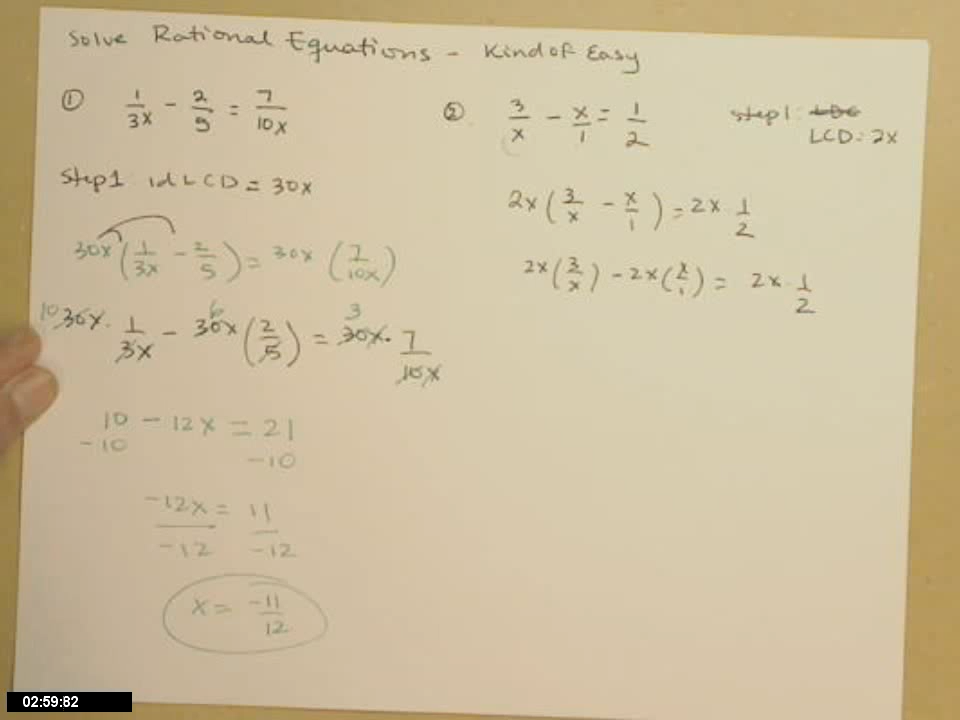 Solve Rational Equations - Kind of Easy
① 1/3x - 2/5 = 7/10x
Step 1 id LCD = 30x
30x(1/3x - 2/5) = 30x(7/10x)
10 6 3
30x · 1/3x - 30x(2/5) = 30x · 7/10x
10 - 12x = 21
-10 -10
-12x = 11
-12 -12
x = -11/12
② 3/x - x/1 = 1/2
step 1: LDC
LCD: 2x
2x(3/x - x/1) = 2x · 1/2
2x(3/x) - 2x(x/1) = 2x · 1/2
02:59:82